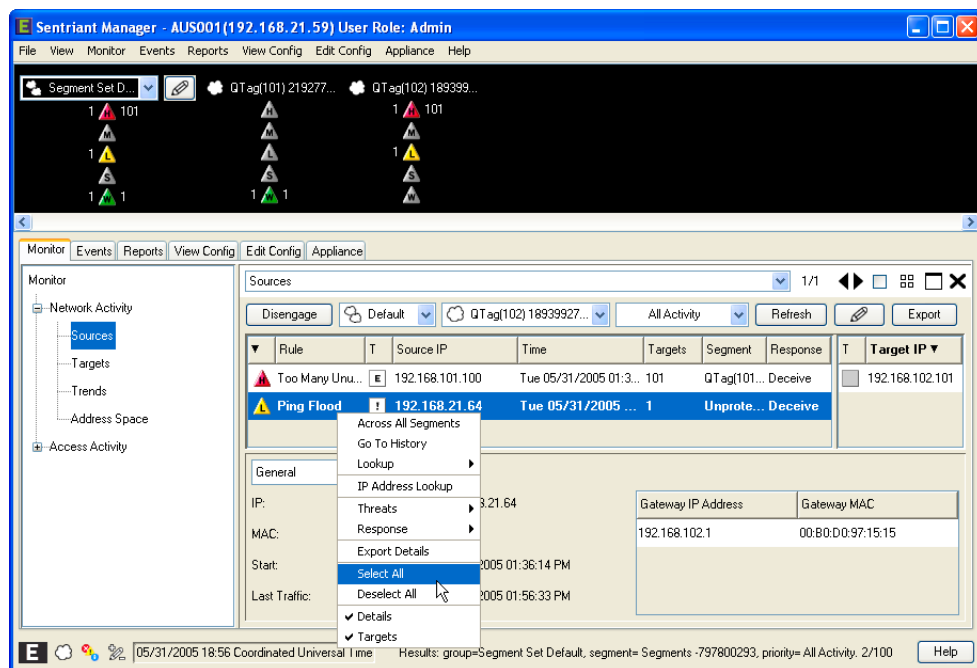 Sentriant Manager - AUS001(192.168.21.59) User Role: Admin
File View Monitor Events Reports View Config Edit Config Appliance Help
Segment Set D... QTag(101) 219277... QTag(102) 189399...
1 H 101 H 1 H 101
M M M
1 L L 1 L
S S S
1 W 1 1 W 1 W
Monitor Events Reports View Config Edit Config Appliance
Monitor
Network Activity
Sources
Targets
Trends
Address Space
Access Activity
Sources 1/1
Disengage Default QTag(102) 18939927... All Activity Refresh Export
Rule T Source IP Time Targets Segment Response T Target IP
H Too Many Unu... E 192.168.101.100 Tue 05/31/2005 01:3... 101 QTag(101... Deceive 192.168.102.101
L Ping Flood ! 192.168.21.64 Tue 05/31/2005 ... 1 Unprote... Deceive
Across All Segments
Go To History
Lookup
IP Address Lookup
Threats
Response
Export Details
Select All
Deselect All
Details
Targets
General
IP: 3.21.64
MAC:
Start: 2005 01:36:14 PM
Last Traffic: 2005 01:56:33 PM
Gateway IP Address Gateway MAC
192.168.102.1 00:B0:D0:97:15:15
E 05/31/2005 18:56 Coordinated Universal Time Results: group=Segment Set Default, segment= Segments -797800293, priority= All Activity. 2/100 Help